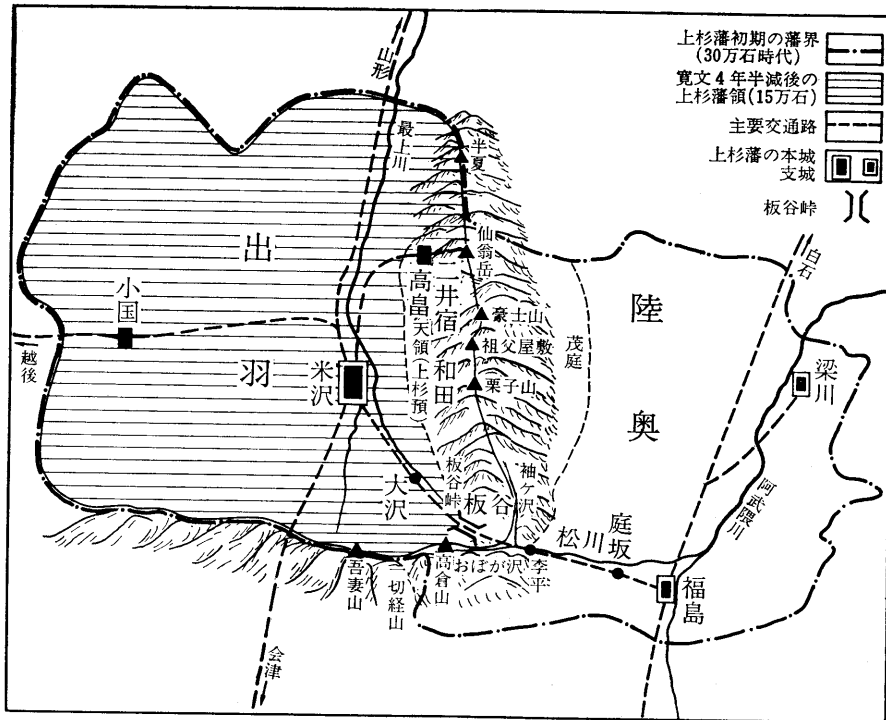 上杉藩初期の藩界
(30万石時代)
寛文4年半減後の
上杉藩領(15万石)
主要交通路
上杉藩の本城
支城
板谷峠
山形
最上川
半夏
出
羽
小国
越後
米沢
高畠
二井宿
仙翁岳
豪士山
祖父屋敷
栗子山
天領(上杉預)
和田
茂庭
陸
奥
白石
梁川
阿武隈川
大沢
板谷峠
板谷
袖ヶ沢
松川
庭坂
福島
李平
おぼが沢
高倉山
一切経山
吾妻山
会津